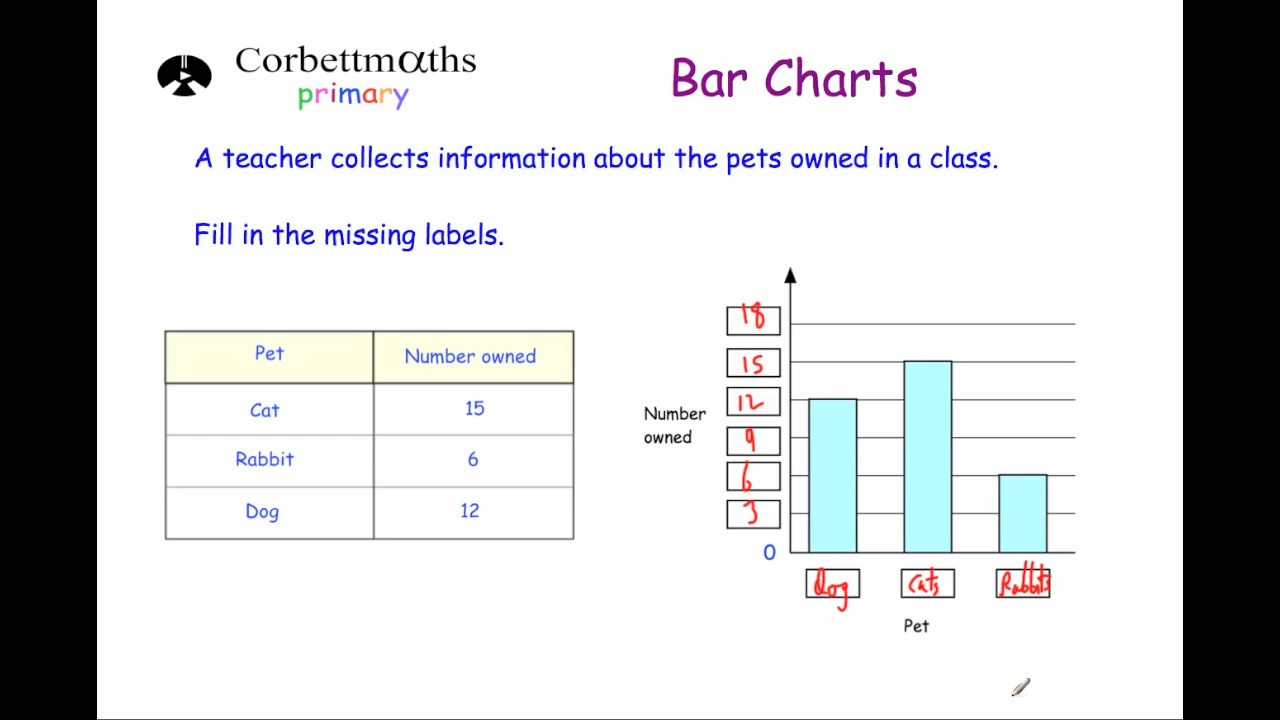 Corbettmαths
primary
Bar Charts
A teacher collects information about the pets owned in a class.
Fill in the missing labels.
Pet Number owned
Cat 15
Rabbit 6
Dog 12
Number
owned
18
15
12
9
6
3
0
Dog Cats Rabbits
Pet